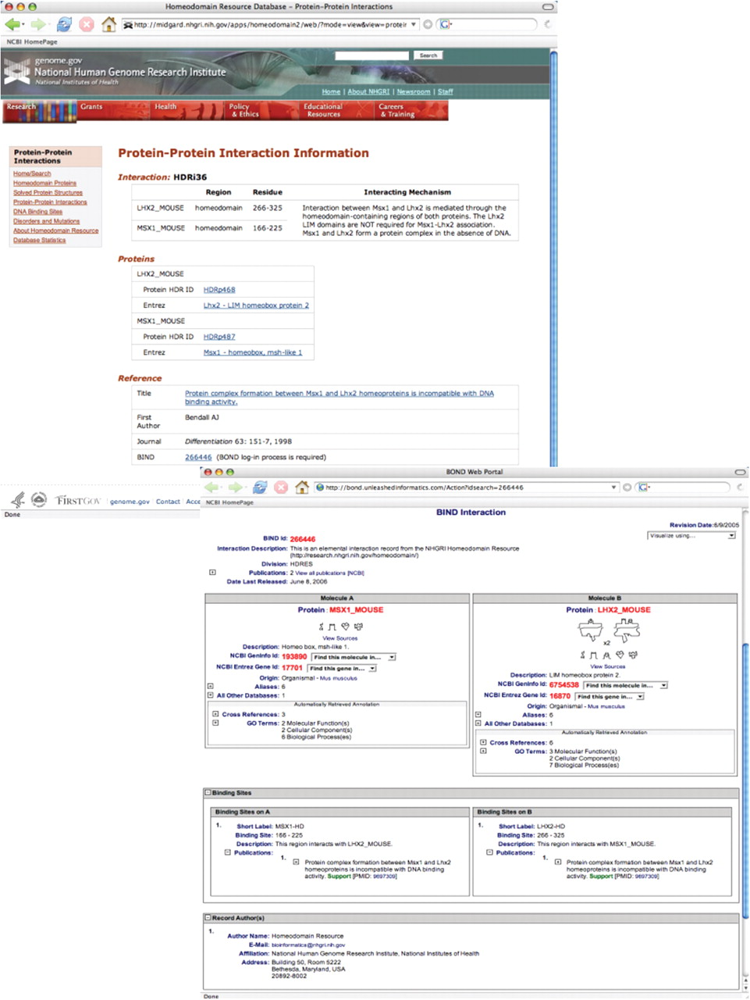 Homeodomain Resource Database – Protein-Protein Interactions
http://midgard.nhgri.nih.gov/apps/homeodomain2/web/?mode=view&view=protein
NCBI HomePage
genome.gov
National Human Genome Research Institute
National Institutes of Health
Search
Home | About NHGRI | Newsroom | Staff
Research
Grants
Health
Policy & Ethics
Educational Resources
Careers & Training
Protein-Protein Interactions
Home/Search
Homeodomain Proteins
Solved Protein Structures
Protein-Protein Interactions
DNA Binding Sites
Disorders and Mutations
About Homeodomain Resource
Database Statistics
Protein-Protein Interaction Information
Interaction: HDRi36
Region Residue Interacting Mechanism
LHX2_MOUSE homeodomain 266-325
MSX1_MOUSE homeodomain 166-225
Interaction between Msx1 and Lhx2 is mediated through the
homeodomain-containing regions of both proteins. The Lhx2
LIM domains are NOT required for Msx1-Lhx2 association.
Msx1 and Lhx2 form a protein complex in the absence of DNA.
Proteins
LHX2_MOUSE
Protein HDR ID HDRp468
Entrez Lhx2 - LIM homeobox protein 2
MSX1_MOUSE
Protein HDR ID HDRp487
Entrez Msx1 - homeobox, msh-like 1
Reference
Title Protein complex formation between Msx1 and Lhx2 homeoproteins is incompatible with DNA
binding activity.
First Author Bendall AJ
Journal Differentiation 63: 151-7, 1998
BIND 266446 (BOND log-in process is required)
FIRSTGOV genome.gov Contact Acce
Done
BOND Web Portal
http://bond.unleashedinformatics.com/Action?idsearch=266446
NCBI HomePage
BIND Interaction
Revision Date:6/9/2005
Visualize using...
BIND Id: 266446
Interaction Description: This is an elemental interaction record from the NHGRI Homeodomain Resource
(http://research.nhgri.nih.gov/homeodomain/)
Division: HDRES
Publications: 2 View all publications [NCBI]
Date Last Released: June 8, 2006
Molecule A
Protein : MSX1_MOUSE
View Sources
Description: Homeo box, msh-like 1.
NCBI GenInfo Id: 193890 Find this molecule in...
NCBI Entrez Gene Id: 17701 Find this gene in...
Origin: Organismal - Mus musculus
Aliases: 6
All Other Databases: 1
Automatically Retrieved Annotation
Cross References: 3
GO Terms: 2 Molecular Function(s)
2 Cellular Component(s)
6 Biological Process(es)
Molecule B
Protein : LHX2_MOUSE
x2
View Sources
Description: LIM homeobox protein 2.
NCBI GenInfo Id: 6754538 Find this molecule in...
NCBI Entrez Gene Id: 16870 Find this gene in...
Origin: Organismal - Mus musculus
Aliases: 6
All Other Databases: 1
Automatically Retrieved Annotation
Cross References: 6
GO Terms: 3 Molecular Function(s)
2 Cellular Component(s)
7 Biological Process(es)
Binding Sites
Binding Sites on A
1. Short Label: MSX1-HD
Binding Site: 166 - 225
Description: This region interacts with LHX2_MOUSE.
Publications:
1. Protein complex formation between Msx1 and Lhx2
homeoproteins is incompatible with DNA binding
activity. Support [PMID: 9697309]
Binding Sites on B
1. Short Label: LHX2-HD
Binding Site: 266 - 325
Description: This region interacts with MSX1_MOUSE.
Publications:
1. Protein complex formation between Msx1 and Lhx2
homeoproteins is incompatible with DNA binding
activity. Support [PMID: 9697309]
Record Author(s)
1.
Author Name: Homeodomain Resource
E-Mail: bioinformatics@nhgri.nih.gov
Affiliation: National Human Genome Research Institute, National Institutes of Health
Address: Building 50, Room 5222
Bethesda, Maryland, USA
20892-8002
Done